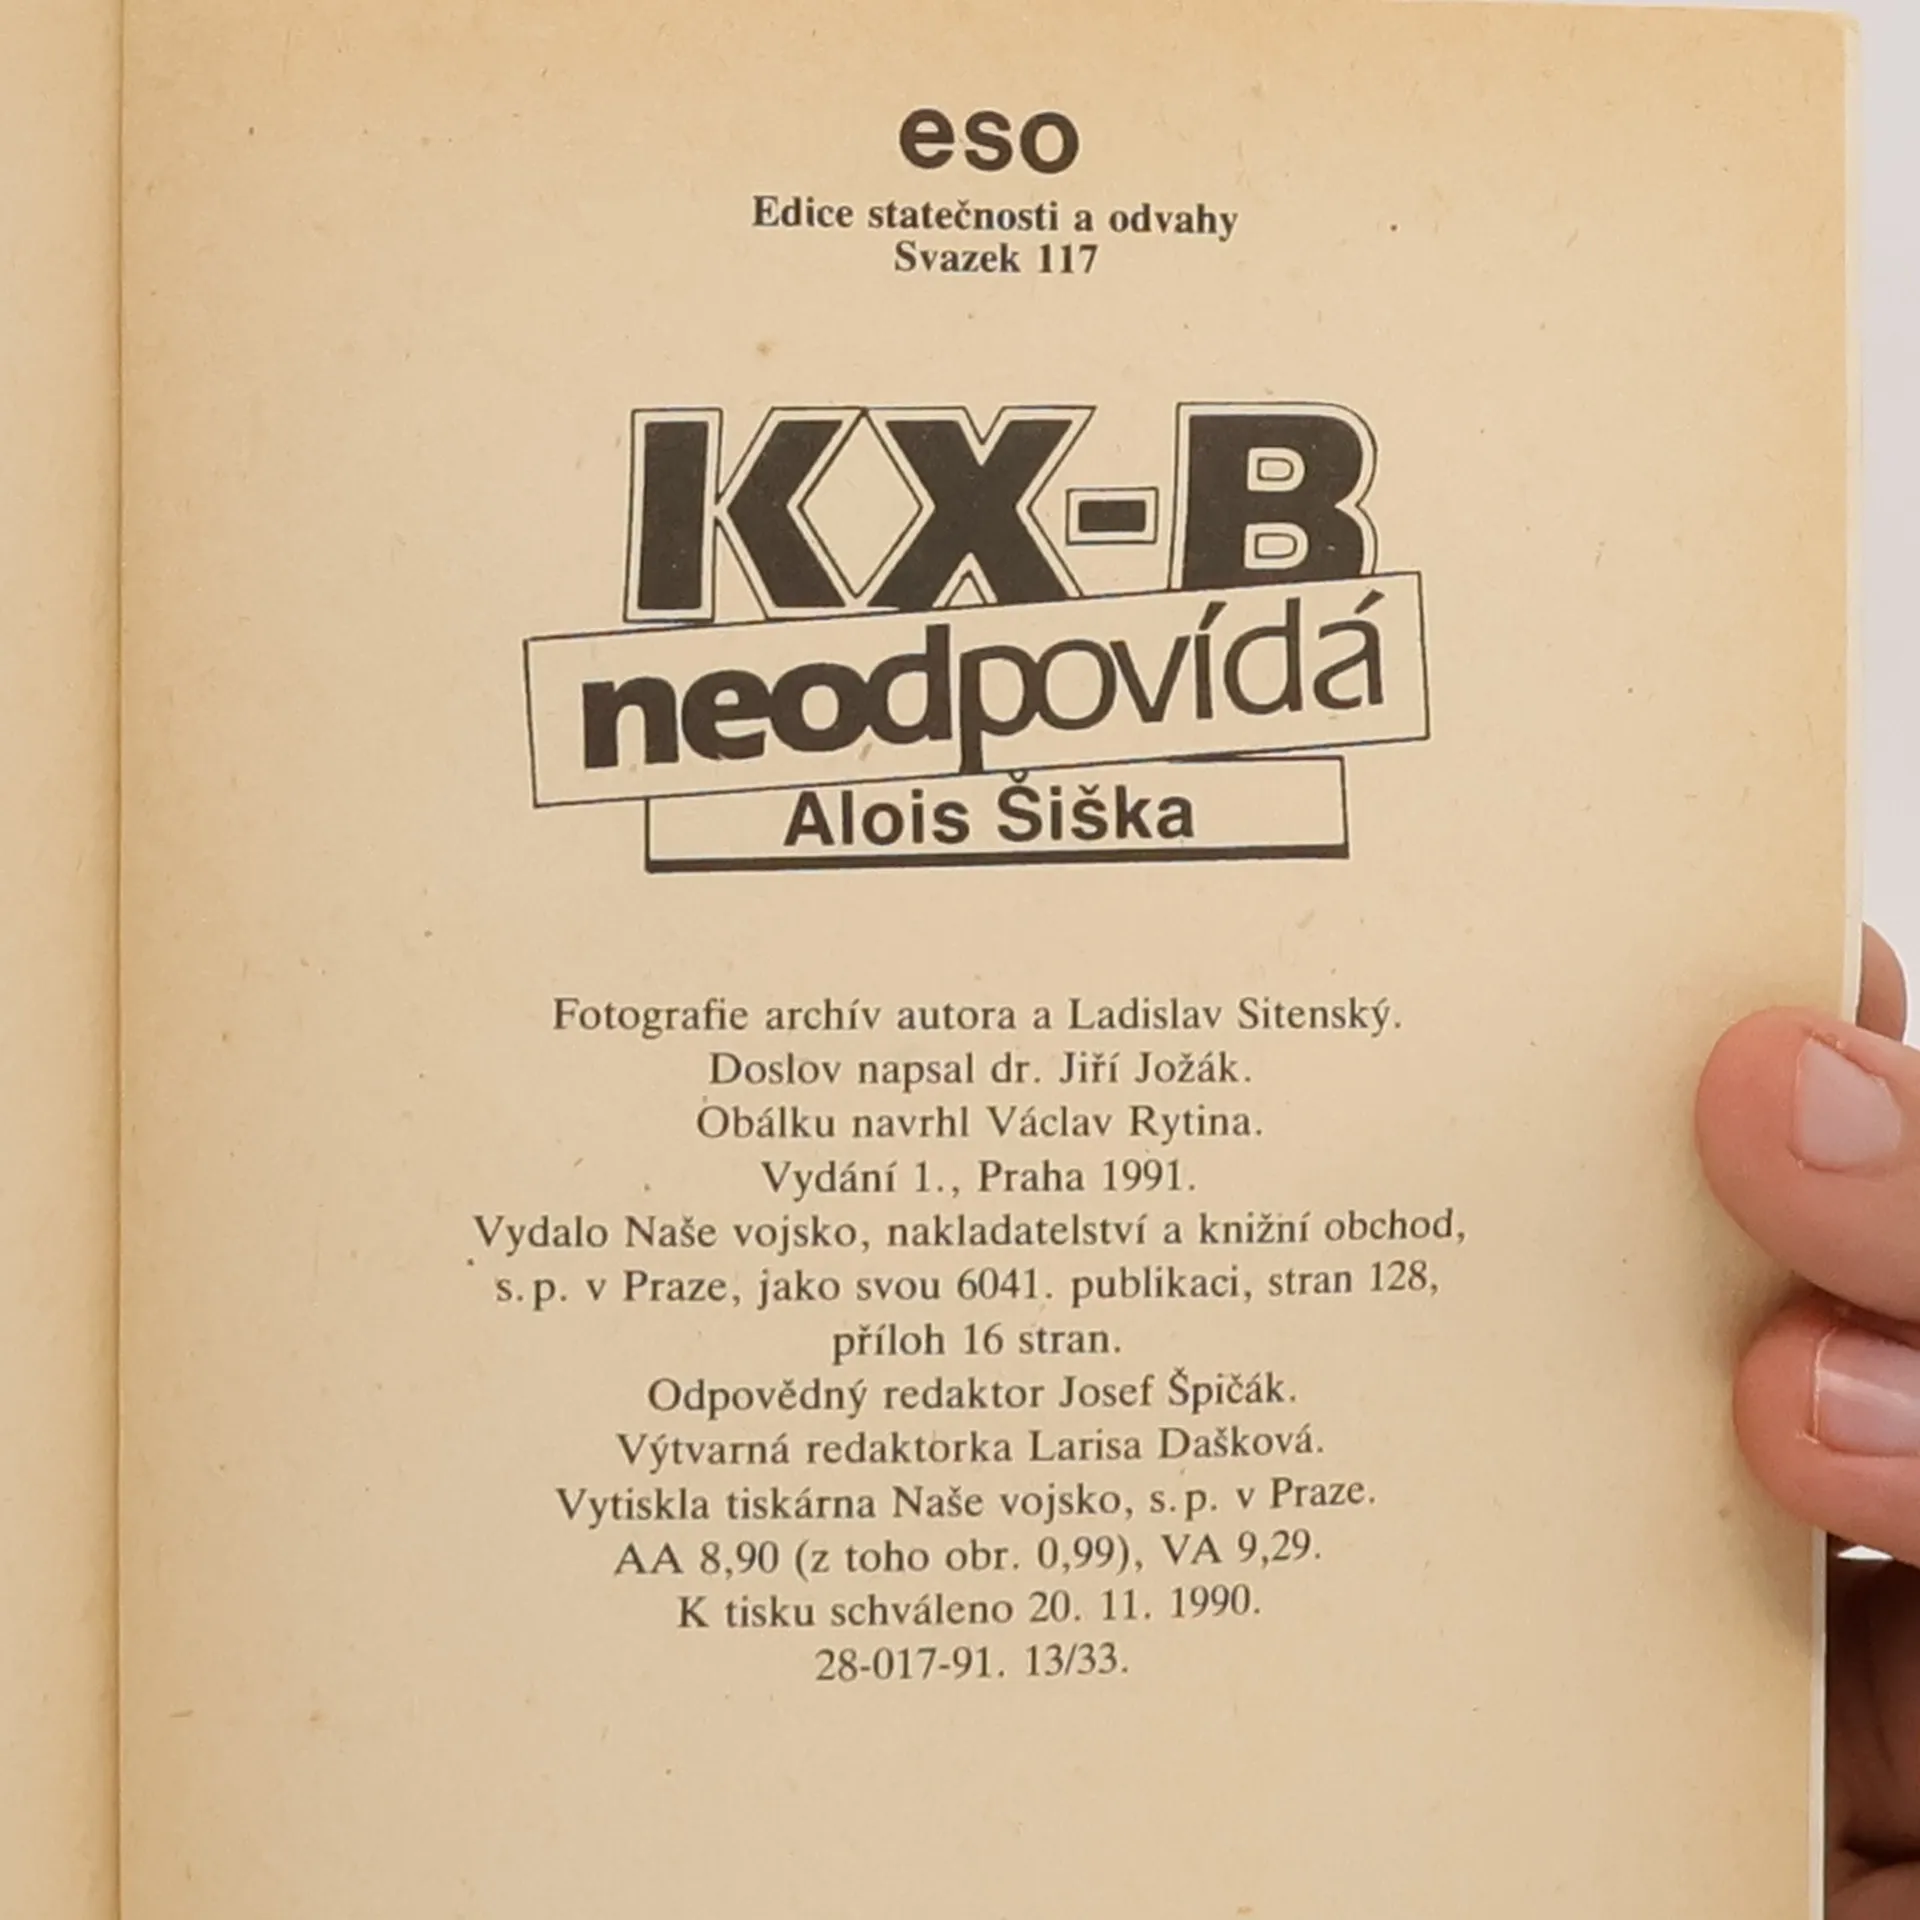 eso
Edice statečnosti a odvahy
Svazek 117
KX-B
neodpovídá
Alois Šiška
Fotografie archív autora a Ladislav Sitenský.
Doslov napsal dr. Jiří Jožák.
Obálku navrhl Václav Rytina.
Vydání 1., Praha 1991.
Vydalo Naše vojsko, nakladatelství a knižní obchod,
s. p. v Praze, jako svou 6041. publikaci, stran 128,
příloh 16 stran.
Odpovědný redaktor Josef Špičák.
Výtvarná redaktorka Larisa Dašková.
Vytiskla tiskárna Naše vojsko, s. p. v Praze.
AA 8,90 (z toho obr. 0,99), VA 9,29.
K tisku schváleno 20. 11. 1990.
28-017-91. 13/33.